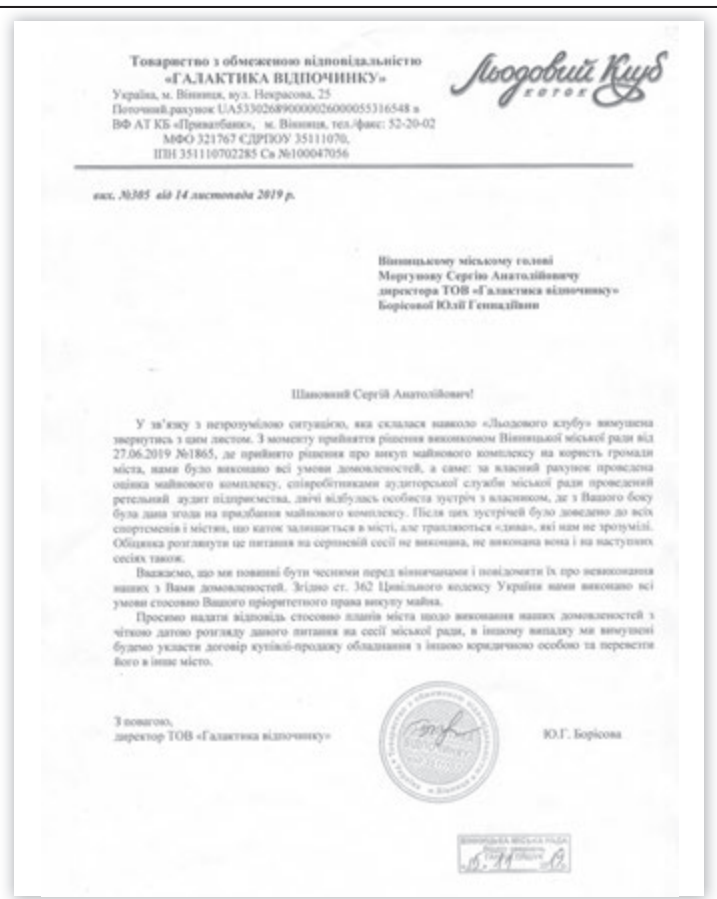 Товариство з обмеженою відповідальністю
«ГАЛАКТИКА ВІДПОЧИНКУ»
Україна, м. Вінниця, вул. Некрасова, 25
Поточний рахунок UA533026890000026000055316548 в
ВФ АТ КБ «Приватбанк», м. Вінниця, тел./факс: 52-20-02
МФО 321767 ЄДРПОУ 35111070,
ІПН 351110702285 Св №100047056
Льодовий Клуб
КОТОК
вих. №305 від 14 листопада 2019 р.
Вінницькому міському голові
Моргунову Сергію Анатолійовичу
директора ТОВ «Галактика відпочинку»
Борісової Юлії Геннадіївни
Шановний Сергій Анатолійович!
У зв’язку з незрозумілою ситуацією, яка склалася навколо «Льодового клубу» вимушена
звернутись з цим листом. З моменту прийняття рішення виконкомом Вінницької міської ради від
27.06.2019 №1865, де прийнято рішення про викуп майнового комплексу на користь громади
міста, нами було виконано всі умови домовленостей, а саме: за власний рахунок проведена
оцінка майнового комплексу, співробітниками аудиторської служби міської ради проведений
ретельний аудит підприємства, двічі відбулась особиста зустріч з власником, де з Вашого боку
була дана згода на придбання майнового комплексу. Після цих зустрічей було доведено до всіх
спортсменів і містян, що каток залишається в місті, але трапляються «дива», які нам не зрозумілі.
Обіцянка розглянути це питання на серпневій сесії не виконана, не виконана вона і на наступних
сесіях також.
Вважаємо, що ми повинні бути чесними перед вінничанами і повідомити їх про невиконання
наших з Вами домовленостей. Згідно ст. 362 Цивільного кодексу України нами виконано всі
умови стосовно Вашого пріоритетного права викупу майна.
Просимо надати відповідь стосовно планів міста щодо виконання наших домовленостей з
чіткою датою розгляду даного питання на сесії міської ради, в іншому випадку ми вимушені
будемо укласти договір купівлі-продажу обладнання з іншою юридичною особою та перевезти
його в інше місто.
З повагою,
директор ТОВ «Галактика відпочинку»
Ю.Г. Борісова
ВІННИЦЬКА МІСЬКА РАДА